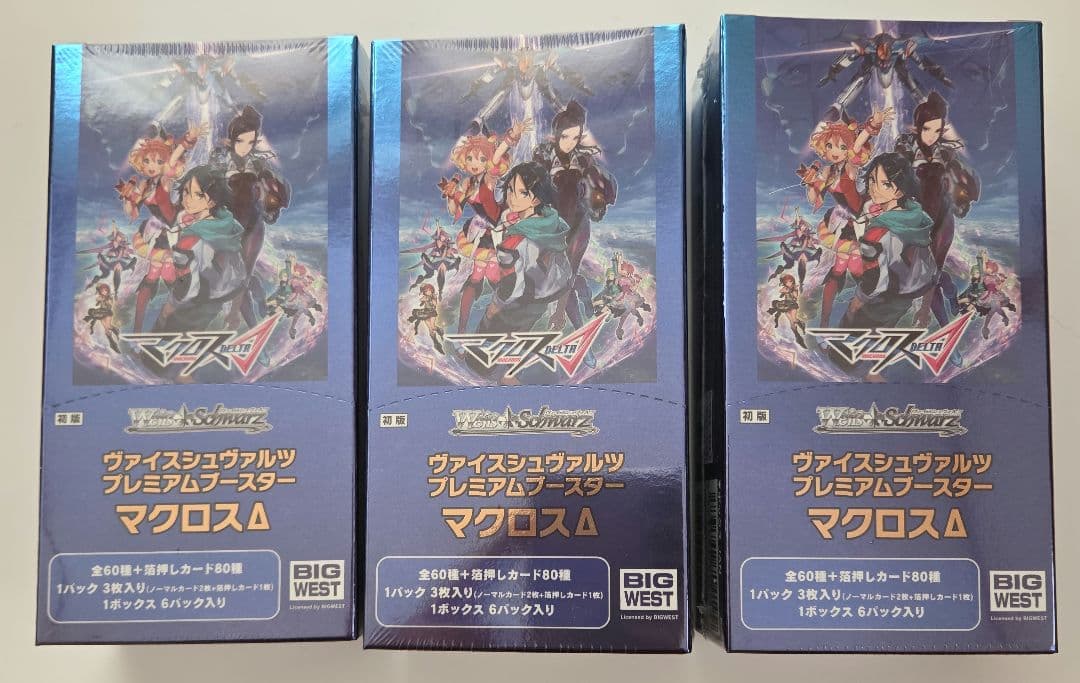 マクロス DELTA Δ
MACROSS
初版
Weiß Schwarz
ヴァイスシュヴァルツ
プレミアムブースター
マクロスΔ
全60種+箔押しカード80種
1パック 3枚入り(ノーマルカード2枚+箔押しカード1枚)
1ボックス 6パック入り
BIG
WEST
Licensed by BIGWEST
マクロス DELTA Δ
MACROSS
初版
Weiß Schwarz
ヴァイスシュヴァルツ
プレミアムブースター
マクロスΔ
全60種+箔押しカード80種
1パック 3枚入り(ノーマルカード2枚+箔押しカード1枚)
1ボックス 6パック入り
BIG
WEST
Licensed by BIGWEST
マクロス DELTA Δ
MACROSS
初版
Weiß Schwarz
ヴァイスシュヴァルツ
プレミアムブースター
マクロスΔ
全60種+箔押しカード80種
1パック 3枚入り(ノーマルカード2枚+箔押しカード1枚)
1ボックス 6パック入り
BIG
WEST
Licensed by BIGWEST